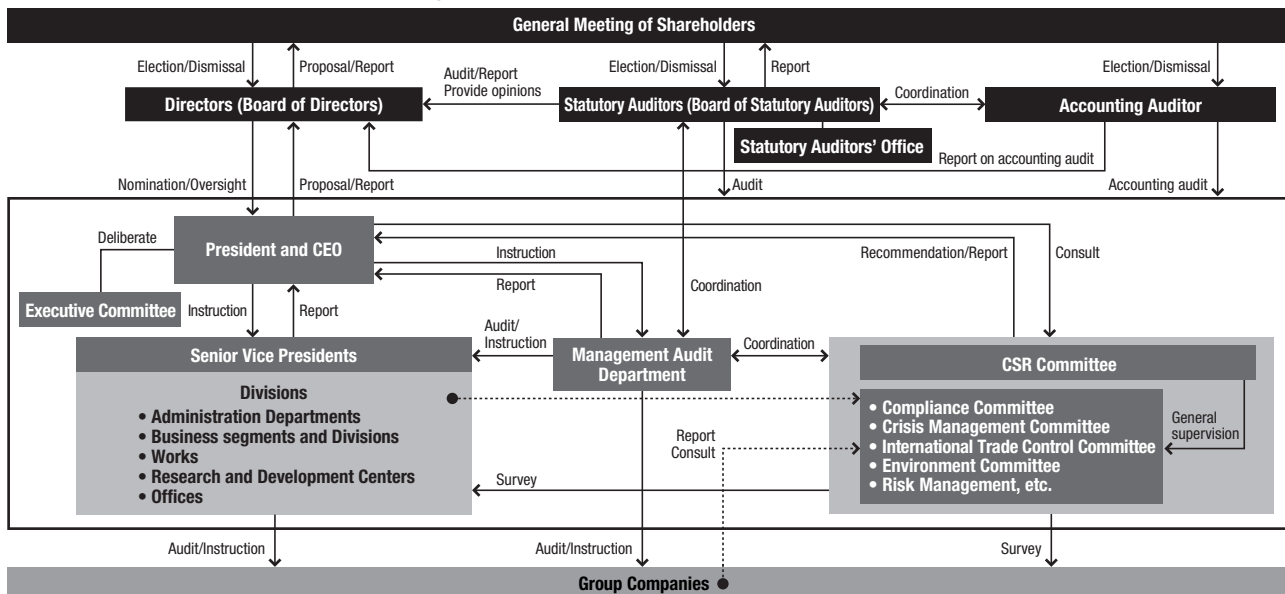 General Meeting of Shareholders
Election/Dismissal
Proposal/Report
Election/Dismissal
Report
Election/Dismissal
Audit/Report
Provide opinions
Directors (Board of Directors)
Statutory Auditors (Board of Statutory Auditors)
Coordination
Accounting Auditor
Statutory Auditors' Office
Report on accounting audit
Nomination/Oversight
Proposal/Report
Audit
Accounting audit
Deliberate
President and CEO
Instruction
Recommendation/Report
Consult
Report
Coordination
Executive Committee
Instruction
Report
Audit/
Instruction
Senior Vice Presidents
Management Audit
Department
Coordination
CSR Committee
Divisions
• Administration Departments
• Business segments and Divisions
• Works
• Research and Development Centers
• Offices
Report
Consult
• Compliance Committee
• Crisis Management Committee
• International Trade Control Committee
• Environment Committee
• Risk Management, etc.
General
supervision
Survey
Audit/Instruction
Audit/Instruction
Survey
Group Companies